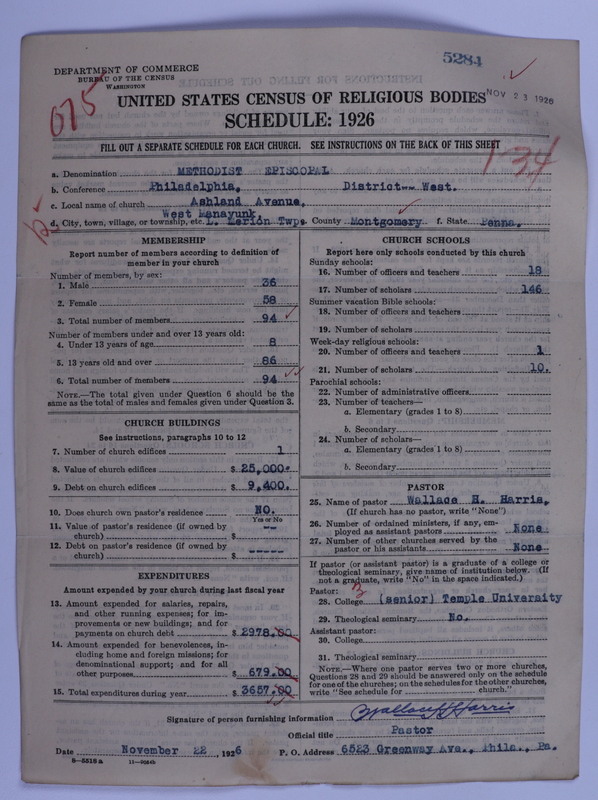 5284
DEPARTMENT OF COMMERCE
BUREAU OF THE CENSUS
WASHINGTON
675
NOV 23 1926
UNITED STATES CENSUS OF RELIGIOUS BODIES
SCHEDULE: 1926
FILL OUT A SEPARATE SCHEDULE FOR EACH CHURCH. SEE INSTRUCTIONS ON THE BACK OF THIS SHEET
1-34
a. Denomination METHODIST EPISCOPAL
b. Conference Philadelphia, District-- West.
c. Local name of church Ashland Avenue,
West Manayunk,
d. City, town, village, or township, etc. L. Merion Twp. County Montgomery f. State Penna.
MEMBERSHIP
Report number of members according to definition of
member in your church
Number of members, by sex:
1. Male 36
2. Female 58
3. Total number of members 94
Number of members under and over 13 years old:
4. Under 13 years of age 8
5. 13 years old and over 86
6. Total number of members 94
NOTE.—The total given under Question 6 should be the
same as the total of males and females given under Question 3.
CHURCH BUILDINGS
See instructions, paragraphs 10 to 12
7. Number of church edifices 1
8. Value of church edifices $ 25,000.
9. Debt on church edifices $ 9,400.
10. Does church own pastor's residence No.
Yes or No
11. Value of pastor's residence (if owned by
church) $ --
12. Debt on pastor's residence (if owned by
church) $ -----
EXPENDITURES
Amount expended by your church during last fiscal year
13. Amount expended for salaries, repairs,
and other running expenses; for im-
provements or new buildings; and for
payments on church debt $ 2978.00
14. Amount expended for benevolences, in-
cluding home and foreign missions; for
denominational support; and for all
other purposes $ 679.00
15. Total expenditures during year $ 3657.00
CHURCH SCHOOLS
Report here only schools conducted by this church
Sunday schools:
16. Number of officers and teachers 18
17. Number of scholars 146
Summer vacation Bible schools:
18. Number of officers and teachers
19. Number of scholars
Week-day religious schools:
20. Number of officers and teachers 1
21. Number of scholars 10.
Parochial schools:
22. Number of administrative officers
23. Number of teachers—
a. Elementary (grades 1 to 8)
b. Secondary
24. Number of scholars—
a. Elementary (grades 1 to 8)
b. Secondary
PASTOR
25. Name of pastor Wallace H. Harris,
(If church has no pastor, write "None")
26. Number of ordained ministers, if any, em-
ployed as assistant pastors None
27. Number of other churches served by the
pastor or his assistants None
If pastor (or assistant pastor) is a graduate of a college or
theological seminary, give name of institution below. (If
not a graduate, write "No" in the space indicated.)
Pastor: 3
28. College (senior) Temple University
29. Theological seminary No.
Assistant pastor:
30. College
31. Theological seminary
NOTE.—Where one pastor serves two or more churches,
Questions 28 and 29 should be answered only on the schedule
for one of the churches; on the schedules for the other churches,
write "See schedule for church."
Signature of person furnishing information Wallace H. Harris
Official title Pastor
Date November 22, 1926 P. O. Address 6523 Greenway Ave., Phila., Pa.